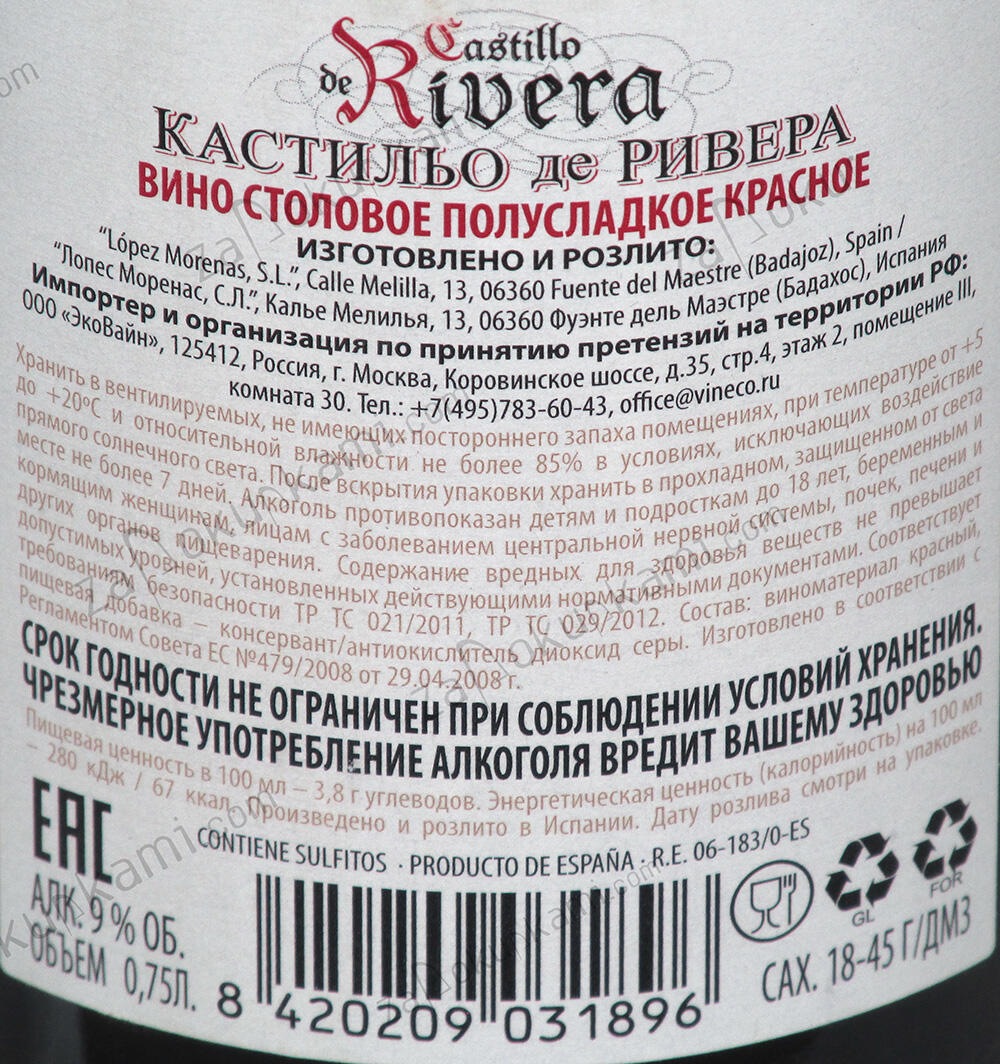 Castillo
de Rivera
КАСТИЛЬО де РИВЕРА
ВИНО СТОЛОВОЕ ПОЛУСЛАДКОЕ КРАСНОЕ
ИЗГОТОВЛЕНО И РОЗЛИТО:
“López Morenas, S.L.”, Calle Melilla, 13, 06360 Fuente del Maestre (Badajoz), Spain /
“Лопес Моренас, С.Л.”, Калье Мелилья, 13, 06360 Фуэнте дель Маэстре (Бадахос), Испания
Импортер и организация по принятию претензий на территории РФ:
ООО «ЭкоВайн», 125412, Россия, г. Москва, Коровинское шоссе, д.35, стр.4, этаж 2, помещение III,
комната 30. Тел.: +7(495)783-60-43, office@vineco.ru
Хранить в вентилируемых, не имеющих постороннего запаха помещениях, при температуре от +5
до +20°С и относительной влажности не более 85% в условиях, исключающих воздействие
прямого солнечного света. После вскрытия упаковки хранить в прохладном, защищенном от света
месте не более 7 дней. Алкоголь противопоказан детям и подросткам до 18 лет, беременным и
кормящим женщинам, лицам с заболеванием центральной нервной системы, почек, печени и
других органов пищеварения. Содержание вредных для здоровья веществ не превышает
допустимых уровней, установленных действующими нормативными документами. Соответствует
требованиям безопасности ТР ТС 021/2011, ТР ТС 029/2012. Состав: виноматериал красный,
пищевая добавка – консервант/антиокислитель диоксид серы. Изготовлено в соответствии с
Регламентом Совета ЕС №479/2008 от 29.04.2008 г.
СРОК ГОДНОСТИ НЕ ОГРАНИЧЕН ПРИ СОБЛЮДЕНИИ УСЛОВИЙ ХРАНЕНИЯ.
ЧРЕЗМЕРНОЕ УПОТРЕБЛЕНИЕ АЛКОГОЛЯ ВРЕДИТ ВАШЕМУ ЗДОРОВЬЮ
Пищевая ценность в 100 мл – 3,8 г углеводов. Энергетическая ценность (калорийность) на 100 мл
– 280 кДж / 67 ккал. Произведено и розлито в Испании. Дату розлива смотри на упаковке.
CONTIENE SULFITOS · PRODUCTO DE ESPAÑA · R.E. 06-183/0-ES
ЕАС
АЛК. 9 % ОБ.
ОБЪЕМ 0,75Л.
GL
FOR
САХ. 18-45 Г/ДМ3
8 420209 031896